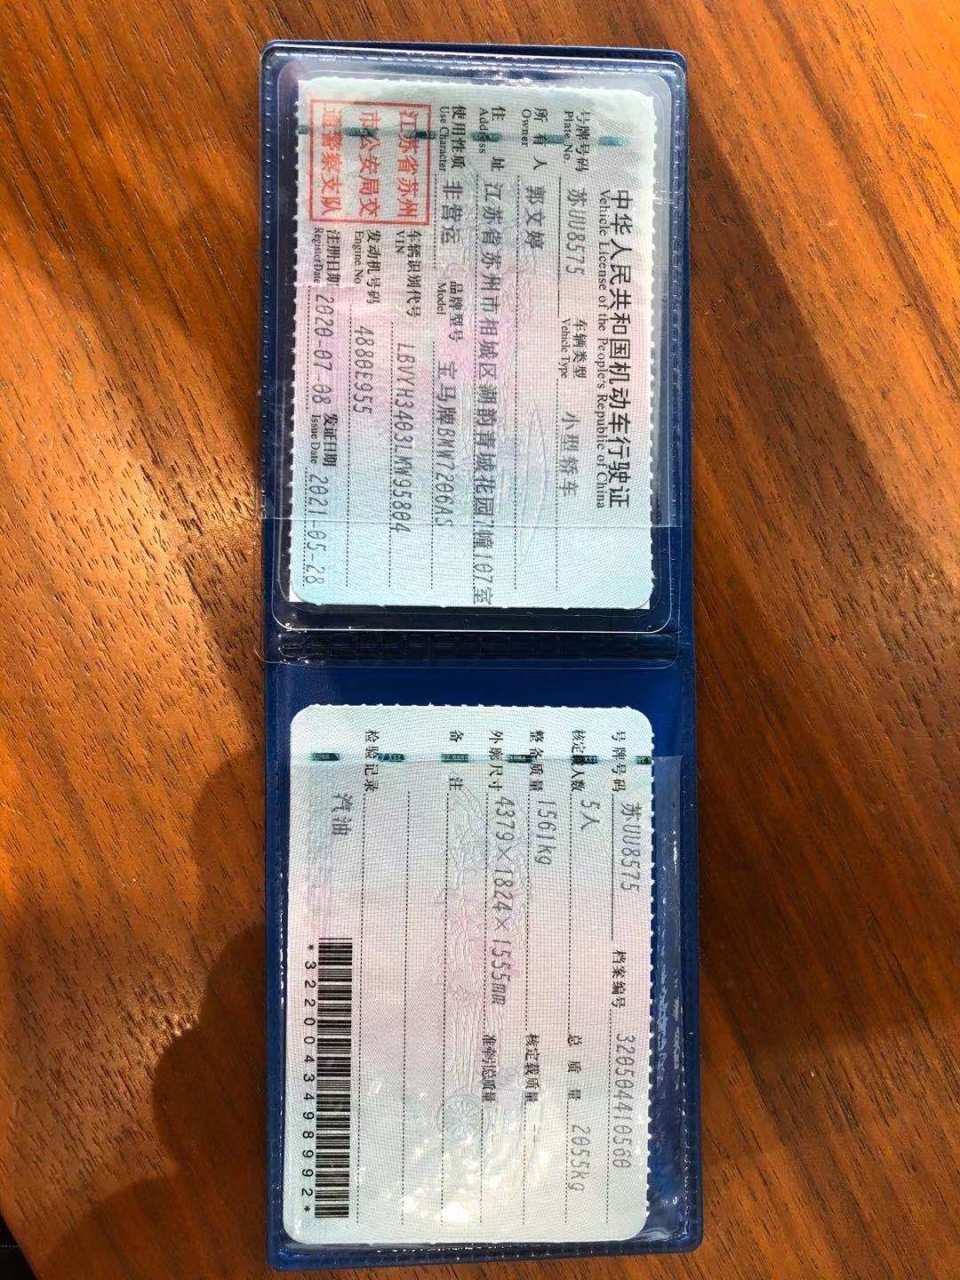 中华人民共和国机动车行驶证
Vehicle License of the People's Republic of China
号牌号码 苏UU8575 车辆类型 小型轿车
Plate No. Vehicle Type
所有人 郭文婷
Owner
住址 江苏省苏州市相城区湖韵青城花园7幢107室
Address
使用性质 非营运 品牌型号 宝马牌BMW7206AS
Use Character Model
江苏省苏州
市公安局交
通警察支队
车辆识别代号 LBVYH3403LMW95804
VIN
发动机号码 4880E955
Engine No.
注册日期 2020-07-08 发证日期 2021-05-28
Register Date Issue Date
号牌号码 苏UU8575 档案编号 320504410560
核定载人数 5人 总质量 2055kg
整备质量 1561kg 核定载质量 --
外廓尺寸 4379×1824×1555mm 准牵引总质量
备注
检验记录
汽油
*3220043498992*